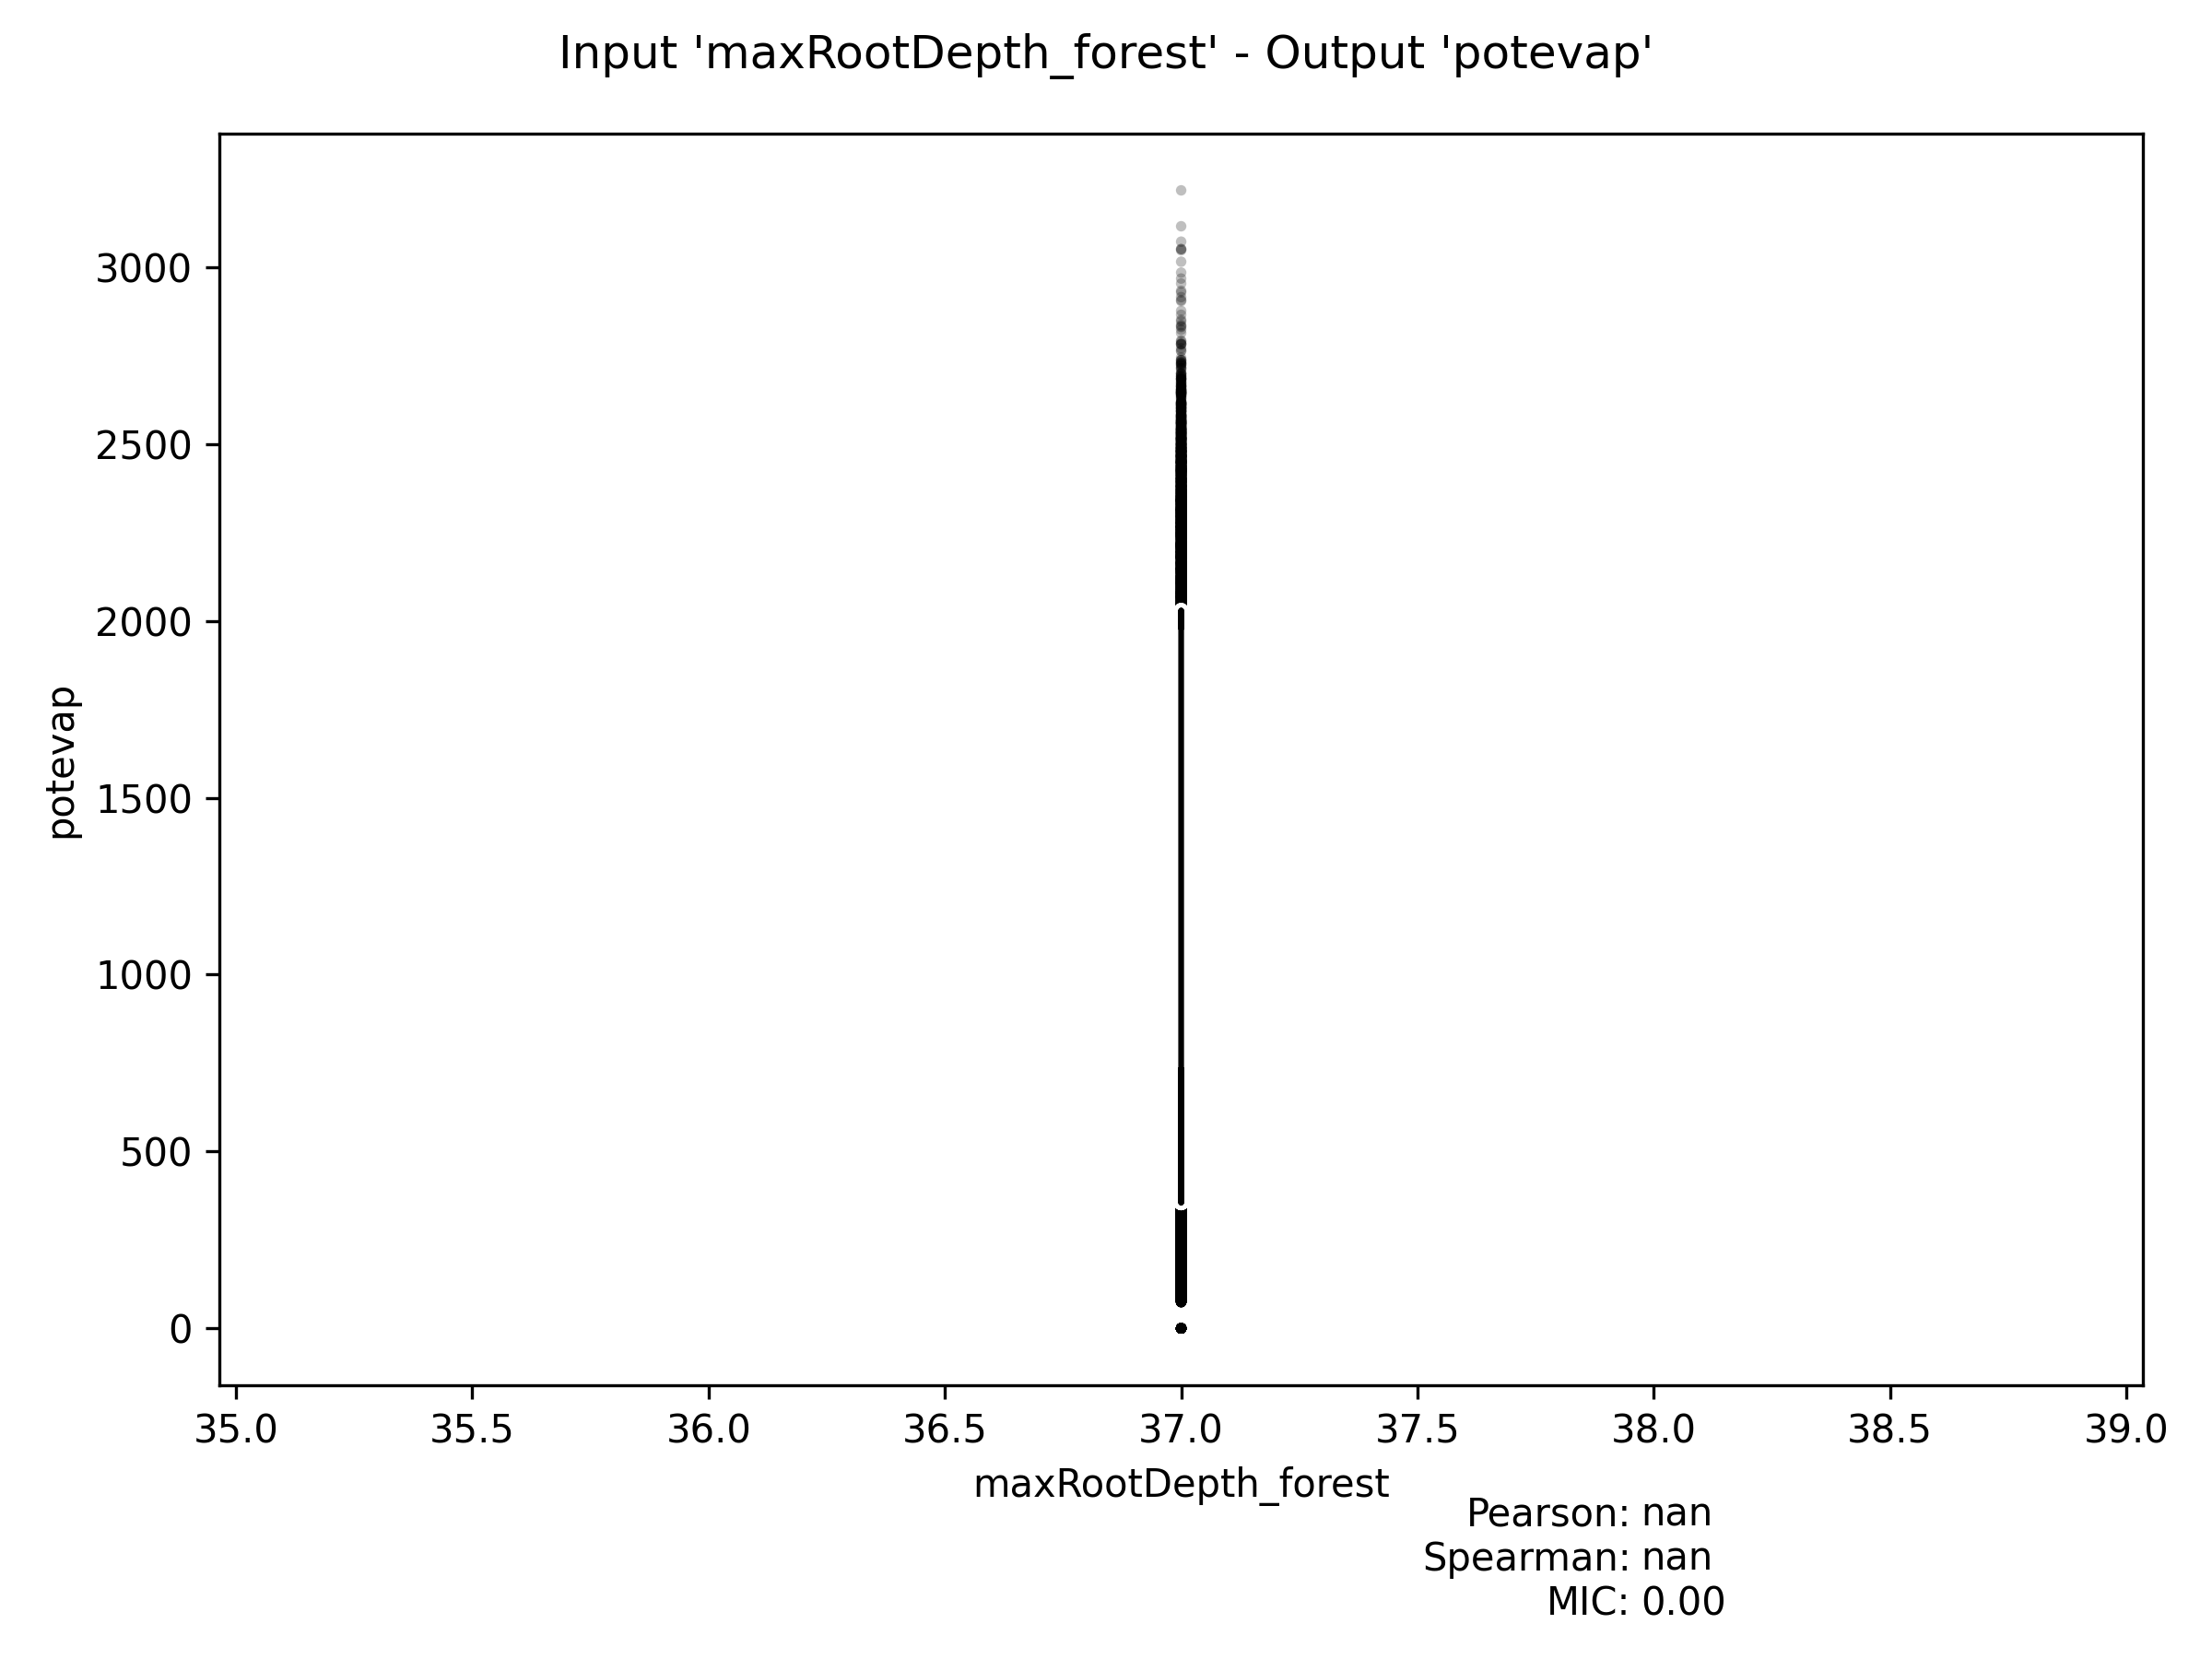 Input 'maxRootDepth_forest' - Output 'potevap'
3000
2500
2000
1500
1000
500
0
potevap
35.0 35.5 36.0 36.5 37.0 37.5 38.0 38.5 39.0
maxRootDepth_forest
Pearson: nan
Spearman: nan
MIC: 0.00